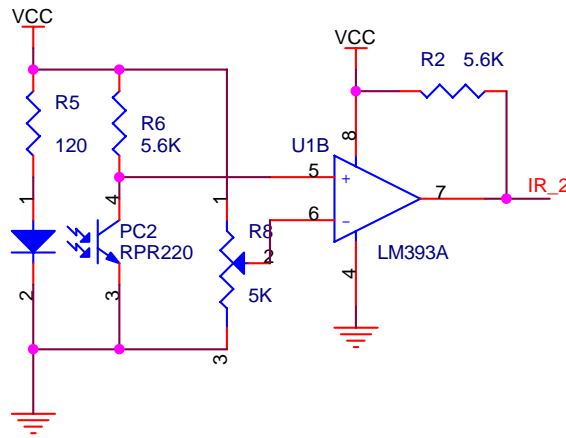 VCC
VCC
R5
120
R6
5.6K
R2 5.6K
U1B
8
5
6
7
IR_2
LM393A
4
1
2
4
3
PC2
RPR220
1
R8
2
5K
3
+
−